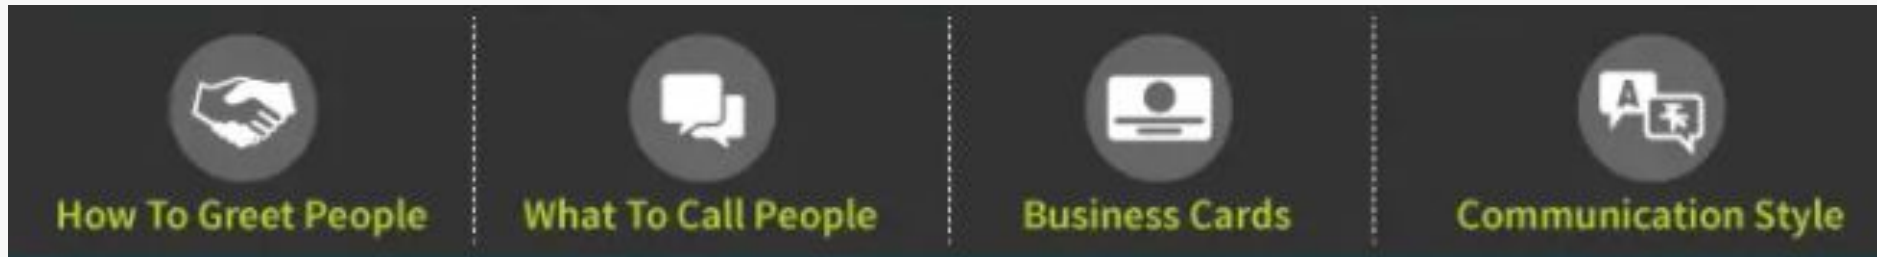 How To Greet People
What To Call People
Business Cards
A
Communication Style